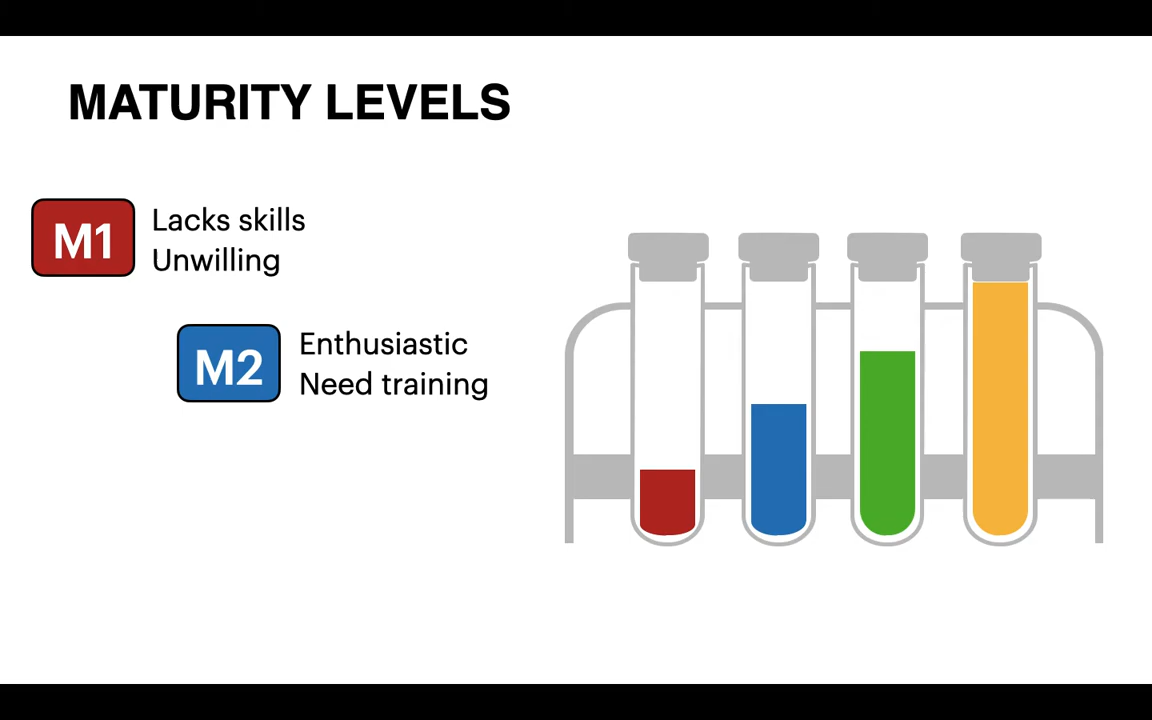 MATURITY LEVELS
M1
Lacks skills
Unwilling
M2
Enthusiastic
Need training